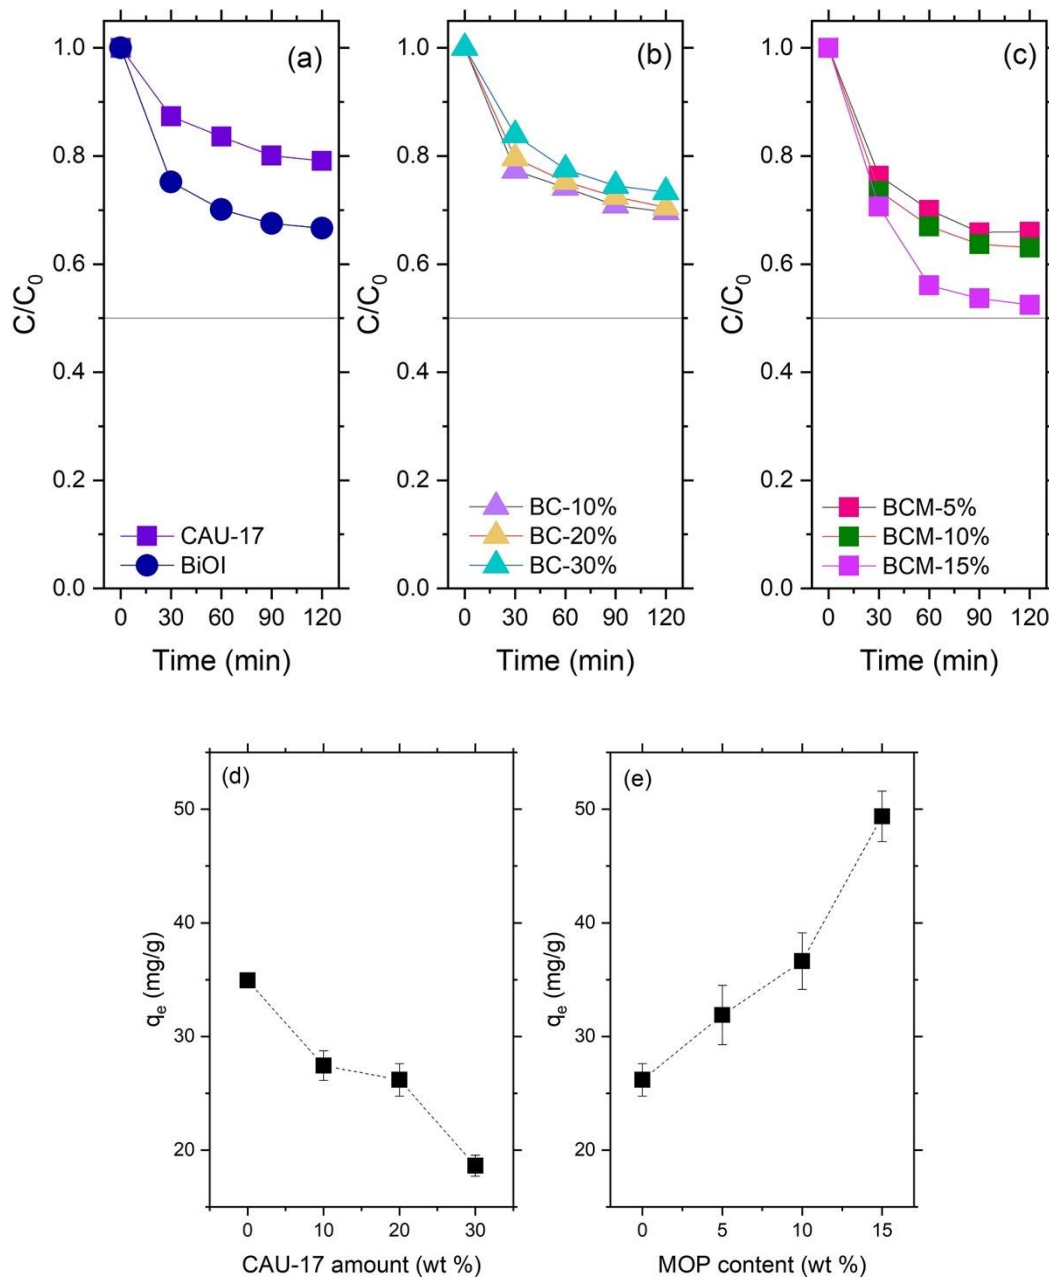 (a)
1.0
0.8
0.6
0.4
0.2
0.0
C/C₀
CAU-17
BiOI
0 30 60 90 120
Time (min)
(b)
1.0
0.8
0.6
0.4
0.2
0.0
C/C₀
BC-10%
BC-20%
BC-30%
0 30 60 90 120
Time (min)
(c)
1.0
0.8
0.6
0.4
0.2
0.0
C/C₀
BCM-5%
BCM-10%
BCM-15%
0 30 60 90 120
Time (min)
(d)
50
40
30
20
qₑ (mg/g)
0 10 20 30
CAU-17 amount (wt %)
(e)
50
40
30
20
qₑ (mg/g)
0 5 10 15
MOP content (wt %)